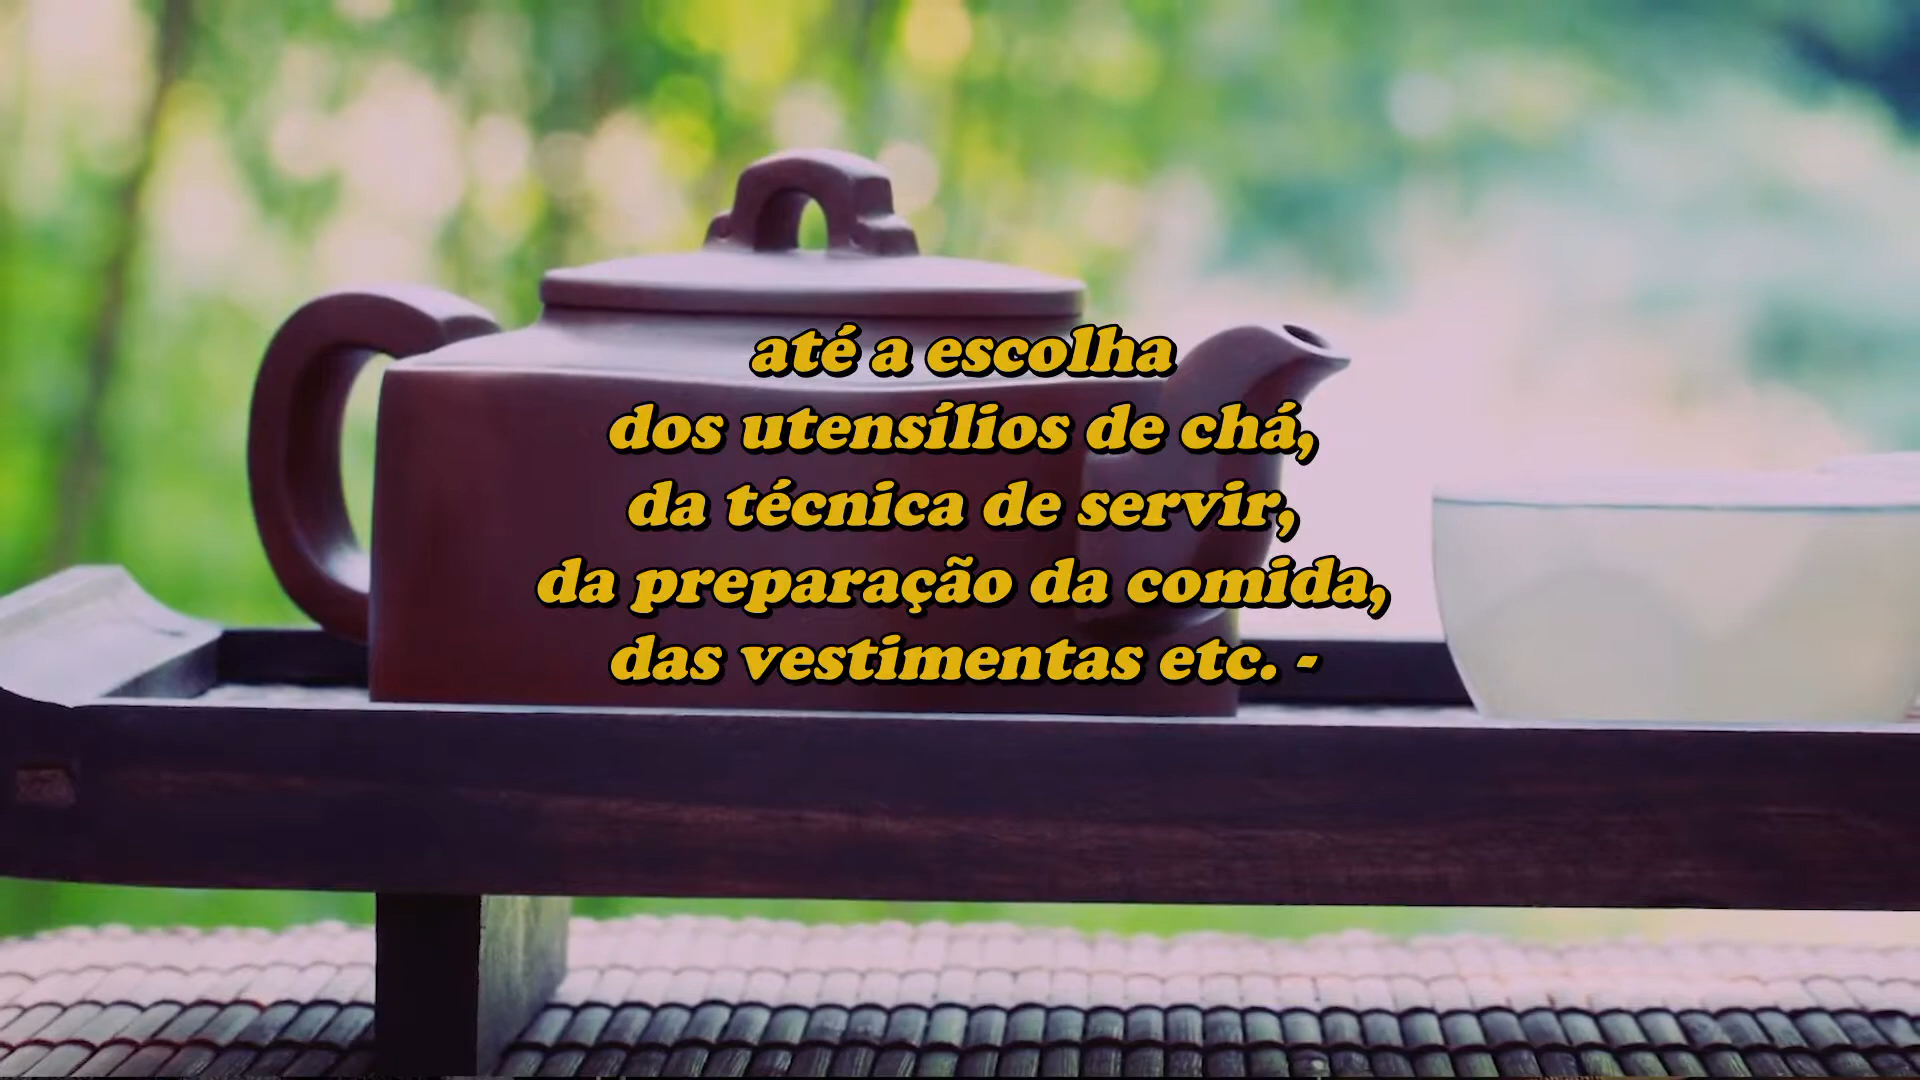 até a escolha
dos utensílios de chá,
da técnica de servir,
da preparação da comida,
das vestimentas etc. -